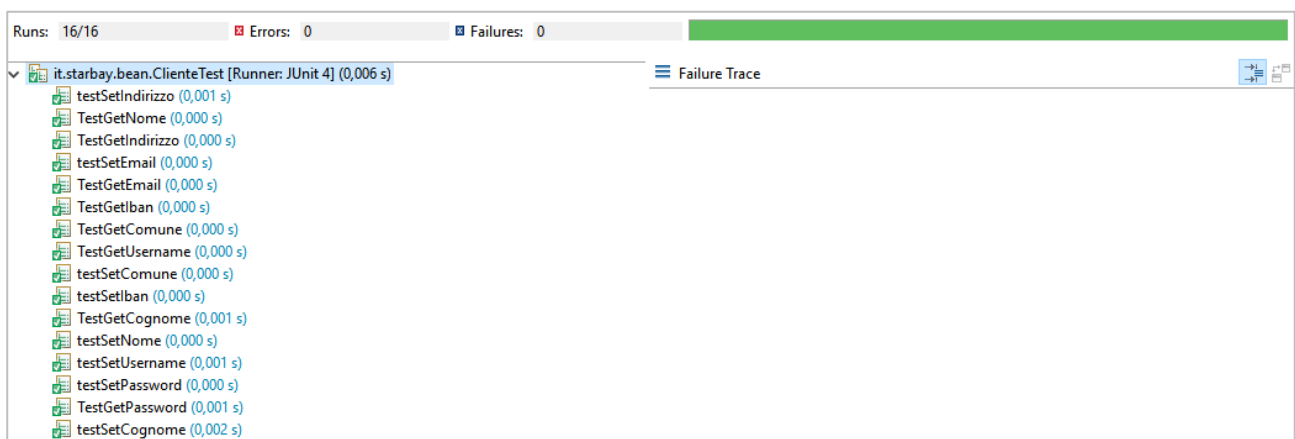 Runs: 16/16 Errors: 0 Failures: 0
it.starbay.bean.ClienteTest [Runner: JUnit 4] (0,006 s)
Failure Trace
testSetIndirizzo (0,001 s)
TestGetNome (0,000 s)
TestGetIndirizzo (0,000 s)
testSetEmail (0,000 s)
TestGetEmail (0,000 s)
TestGetIban (0,000 s)
TestGetComune (0,000 s)
TestGetUsername (0,000 s)
testSetComune (0,000 s)
testSetIban (0,000 s)
TestGetCognome (0,001 s)
testSetNome (0,000 s)
testSetUsername (0,001 s)
testSetPassword (0,000 s)
TestGetPassword (0,001 s)
testSetCognome (0,002 s)